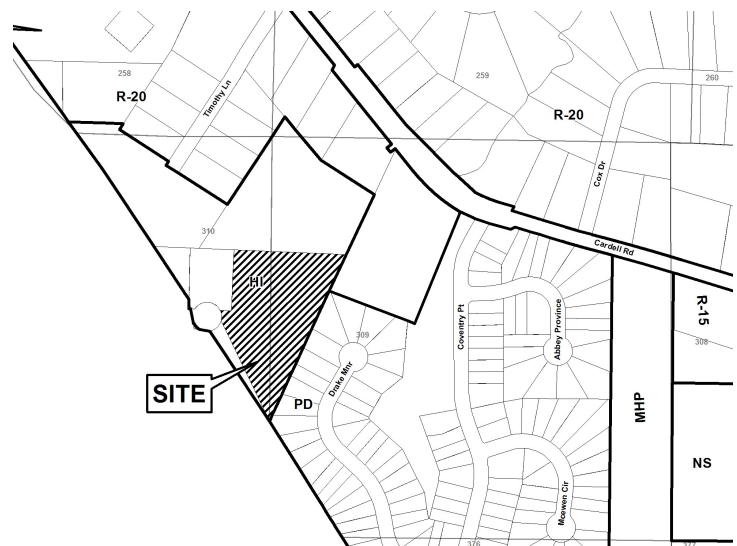 258
R-20
Timothy Ln
259
260
R-20
Cox Dr
310
Cardell Rd
HI
R-15
308
309
Coventry Pt
Abbey Province
Drake Mnr
SITE
PD
MHP
NS
Mcewen Cir
376
377